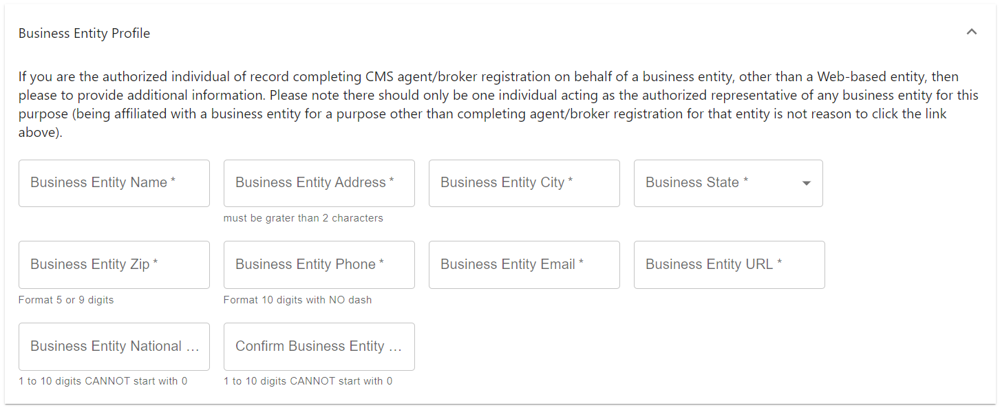 Business Entity Profile
If you are the authorized individual of record completing CMS agent/broker registration on behalf of a business entity, other than a Web-based entity, then
please to provide additional information. Please note there should only be one individual acting as the authorized representative of any business entity for this
purpose (being affiliated with a business entity for a purpose other than completing agent/broker registration for that entity is not reason to click the link
above).
Business Entity Name *
Business Entity Address *
Business Entity City *
Business State *
must be grater than 2 characters
Business Entity Zip *
Business Entity Phone *
Business Entity Email *
Business Entity URL *
Format 5 or 9 digits
Format 10 digits with NO dash
Business Entity National ...
Confirm Business Entity ...
1 to 10 digits CANNOT start with 0
1 to 10 digits CANNOT start with 0